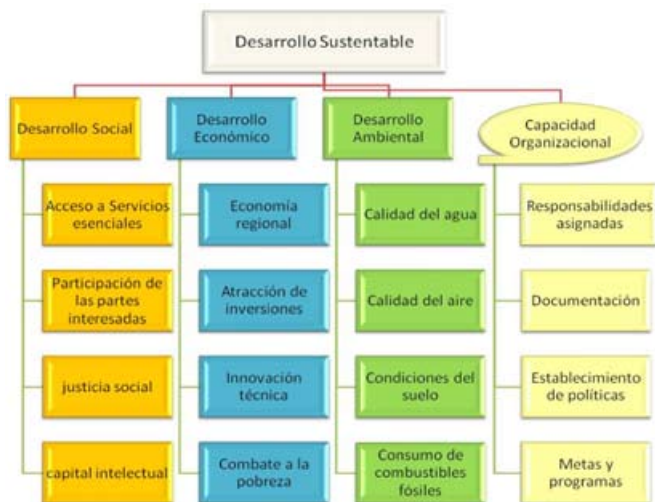 Desarrollo Sustentable
Desarrollo Social
Desarrollo
Económico
Desarrollo
Ambiental
Capacidad
Organizacional
Acceso a Servicios
esenciales
Economía
regional
Calidad del agua
Responsabilidades
asignadas
Participación de
las partes
interesadas
Atracción de
inversiones
Calidad del aire
Documentación
justicia social
Innovación
técnica
Condiciones del
suelo
Establecimiento
de políticas
capital intelectual
Combate a la
pobreza
Consumo de
combustibles
fósiles
Metas y
programas